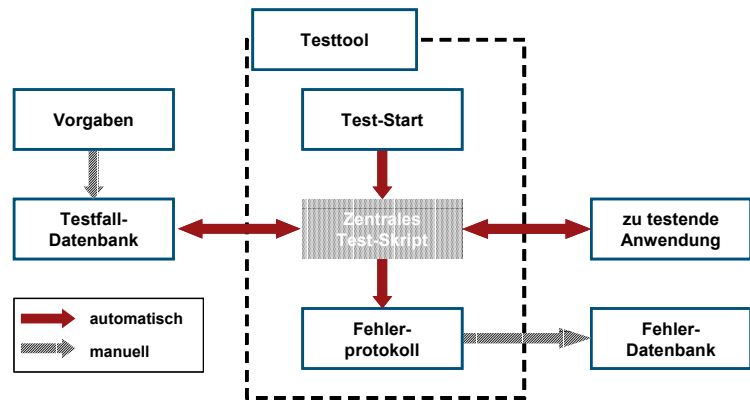 Testtool
Vorgaben
Test-Start
Testfall-
Datenbank
Zentrales
Test-Skript
zu testende
Anwendung
automatisch
manuell
Fehler-
protokoll
Fehler-
Datenbank